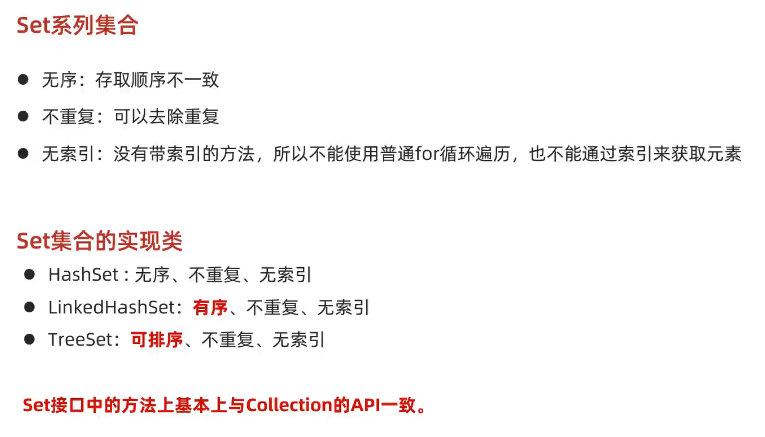 Set系列集合
● 无序：存取顺序不一致
● 不重复：可以去除重复
● 无索引：没有带索引的方法，所以不能使用普通for循环遍历，也不能通过索引来获取元素
Set集合的实现类
● HashSet : 无序、不重复、无索引
● LinkedHashSet：有序、不重复、无索引
● TreeSet：可排序、不重复、无索引
Set接口中的方法上基本上与Collection的API一致。